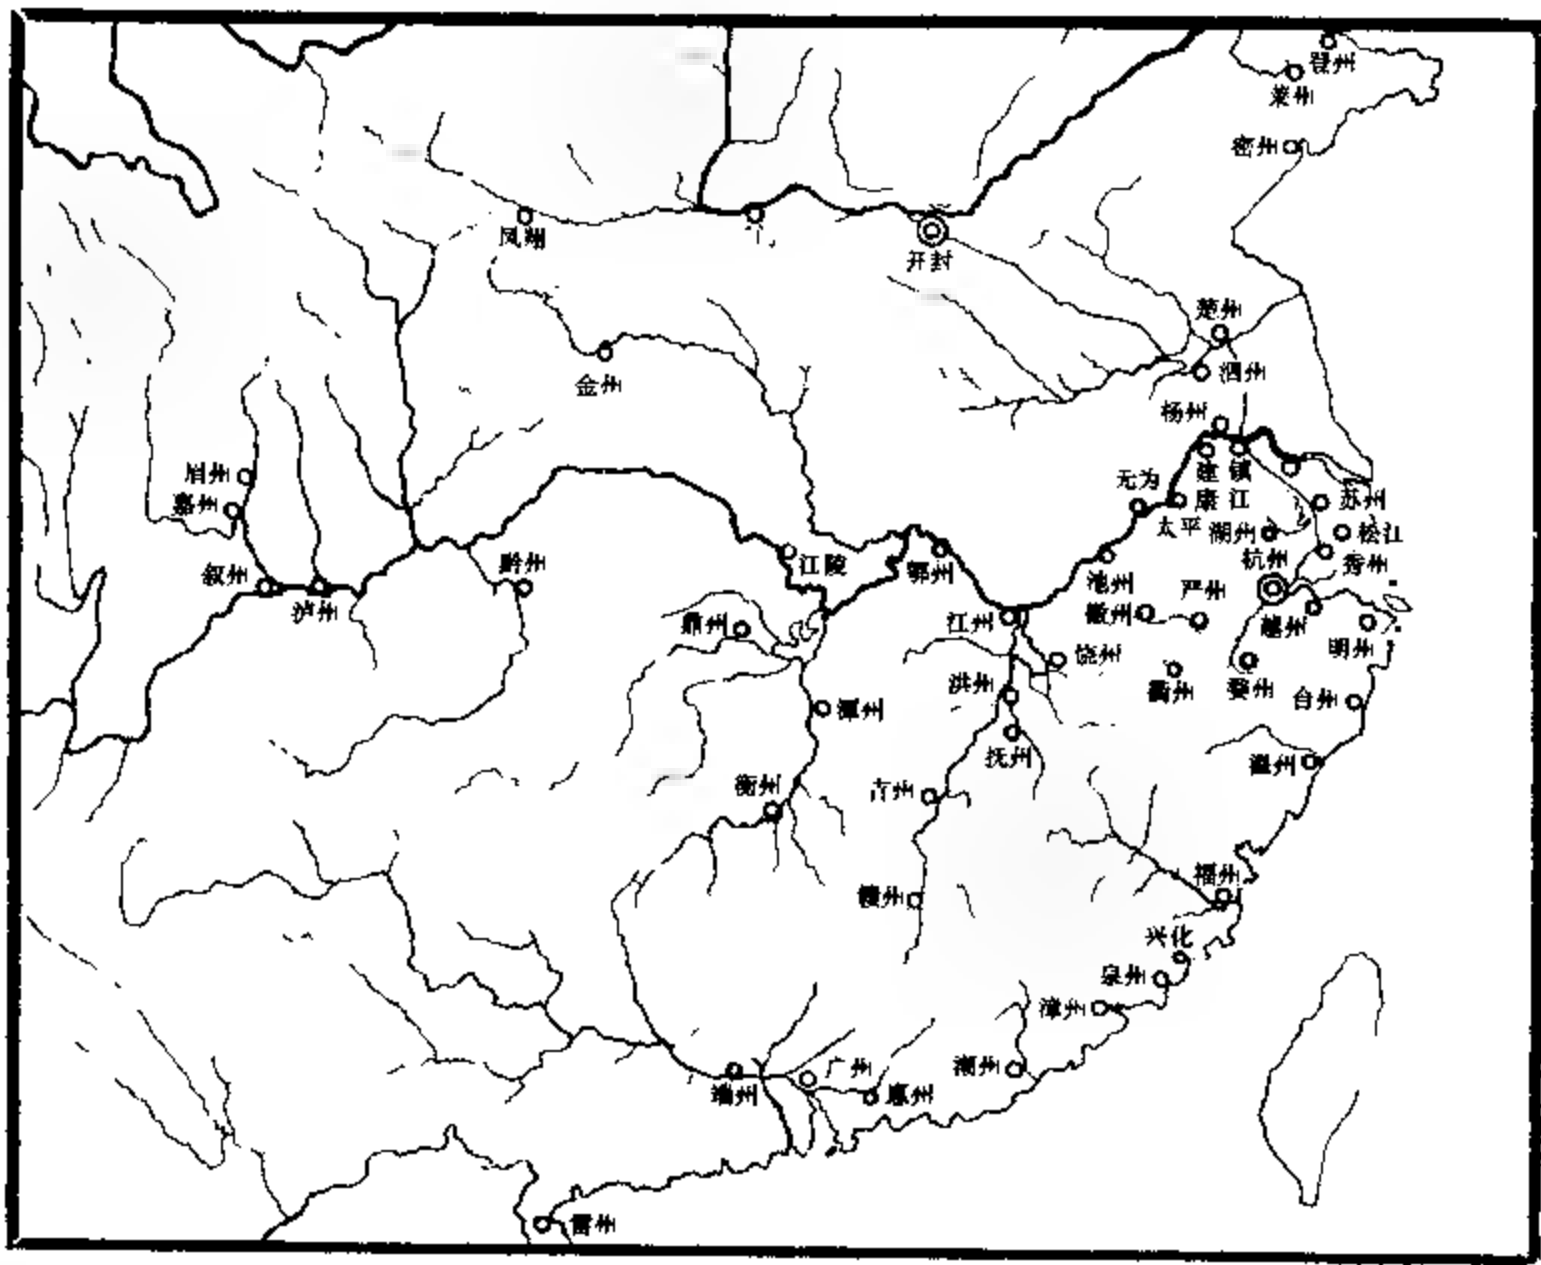 登州
莱州
密州
凤翔
开封
楚州
泗州
金州
杨州
眉州
嘉州
无为
建康
镇江
苏州
太平
湖州
松江
杭州
秀州
叙州
泸州
黔州
江陵
鄂州
池州
严州
徽州
越州
明州
鼎州
江州
饶州
洪州
衢州
婺州
台州
潭州
抚州
温州
衡州
吉州
赣州
福州
兴化
泉州
漳州
潮州
广州
端州
惠州
雷州